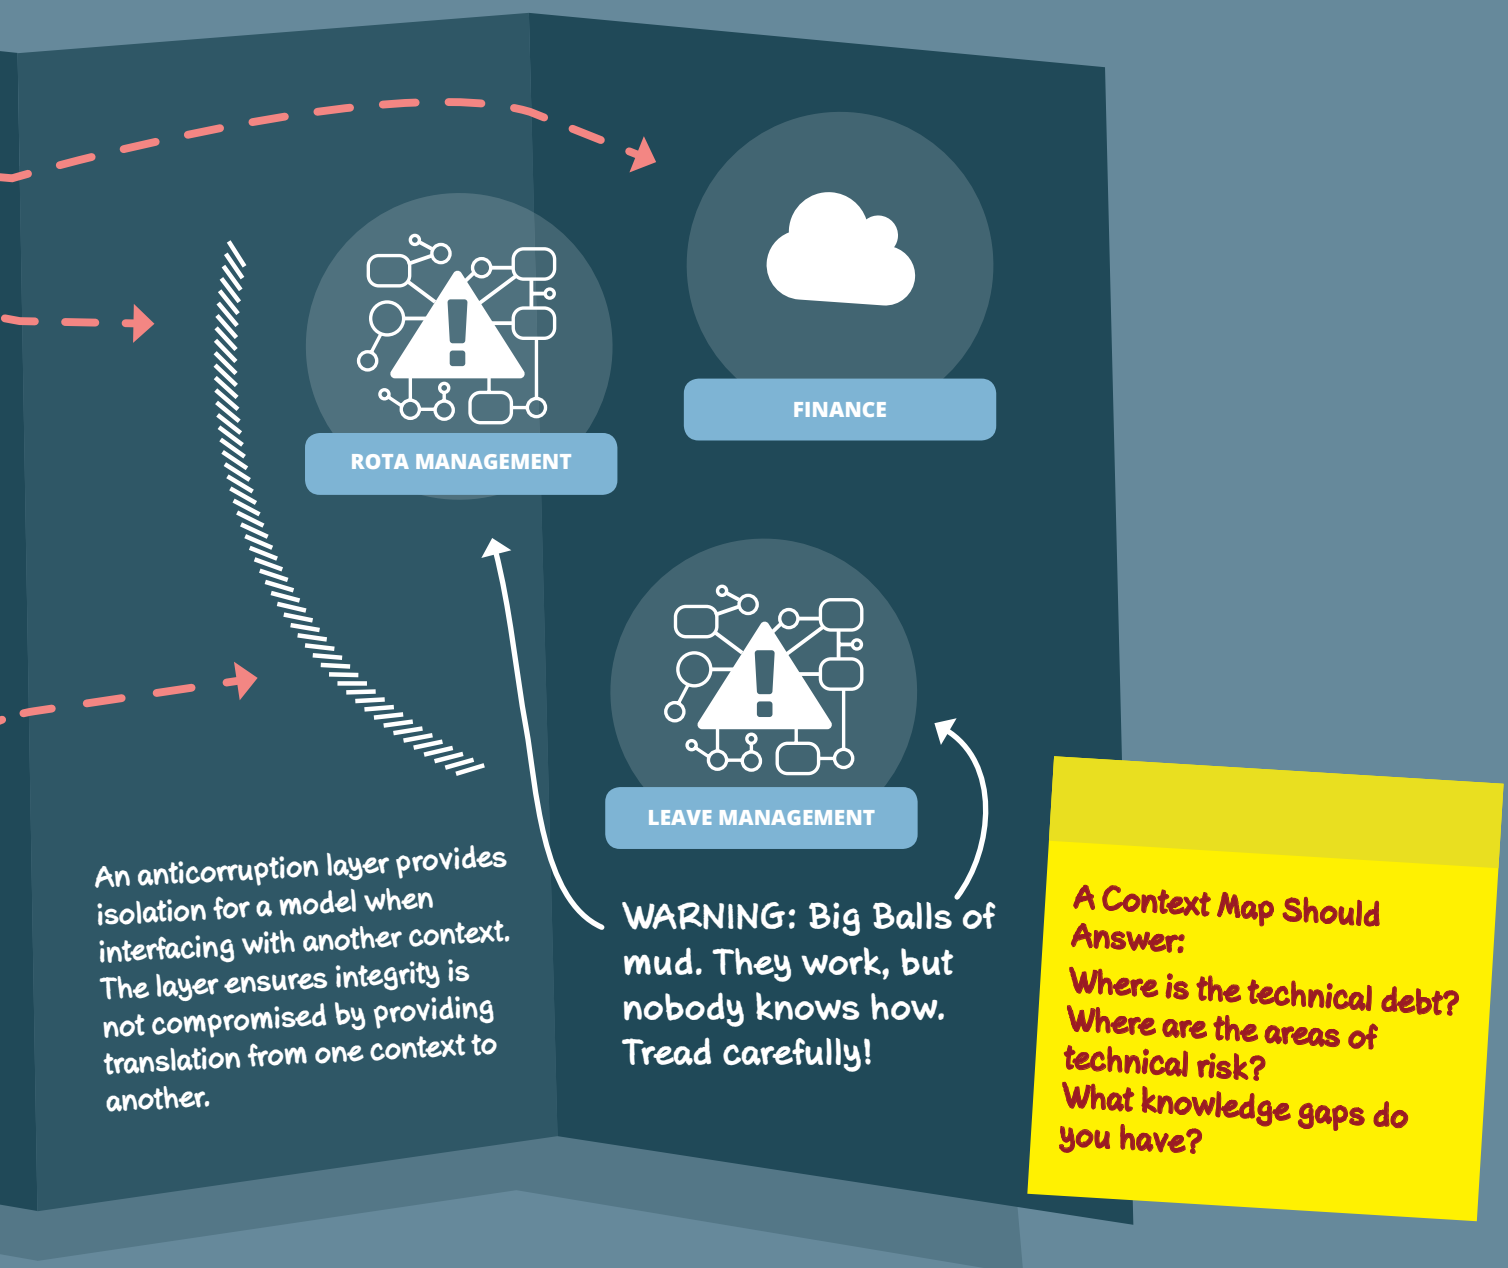 FINANCE
ROTA MANAGEMENT
LEAVE MANAGEMENT
An anticorruption layer provides
isolation for a model when
interfacing with another context.
The layer ensures integrity is
not compromised by providing
translation from one context to
another.
WARNING: Big Balls of
mud. They work, but
nobody knows how.
Tread carefully!
A Context Map Should
Answer:
Where is the technical debt?
Where are the areas of
technical risk?
What knowledge gaps do
you have?